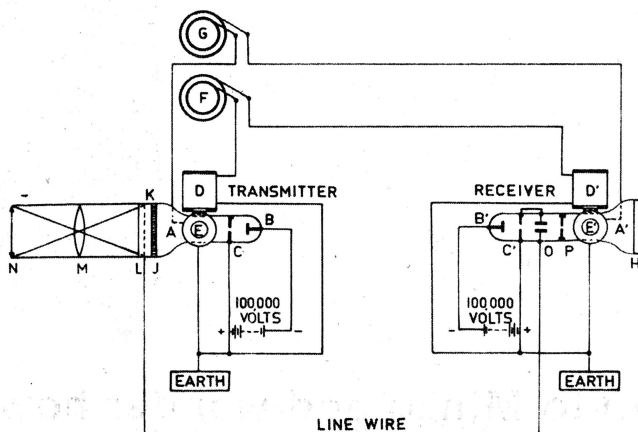 G
F
K
D
TRANSMITTER
RECEIVER
D'
A
E
B
B'
E'
A'
N
M
L
J
C
C'
O
P
H
100,000
VOLTS
+
-
100,000
VOLTS
-
+
EARTH
EARTH
LINE WIRE